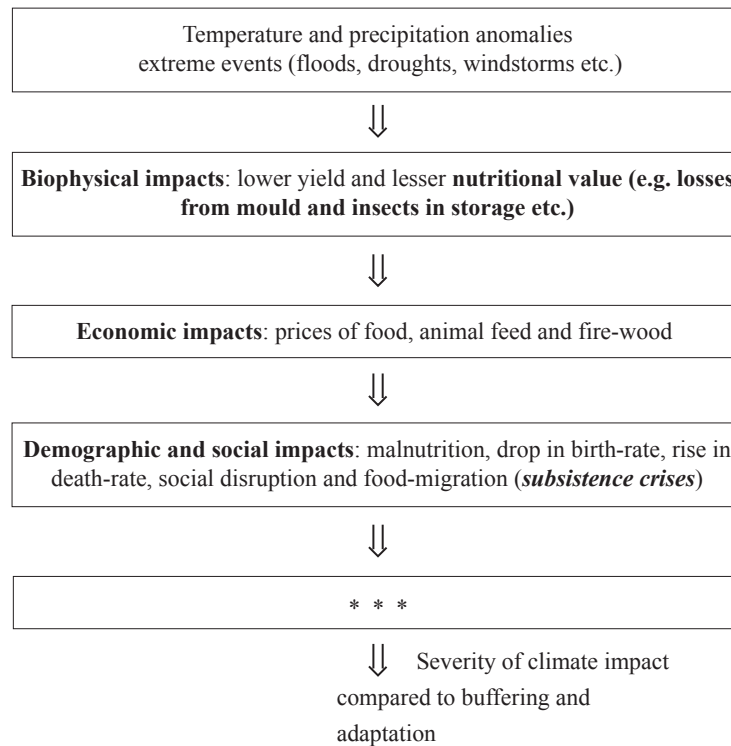 Temperature and precipitation anomalies
extreme events (floods, droughts, windstorms etc.)
⇓
Biophysical impacts: lower yield and lesser nutritional value (e.g. losses
from mould and insects in storage etc.)
⇓
Economic impacts: prices of food, animal feed and fire-wood
⇓
Demographic and social impacts: malnutrition, drop in birth-rate, rise in
death-rate, social disruption and food-migration (subsistence crises)
⇓
* * *
⇓ Severity of climate impact
compared to buffering and
adaptation